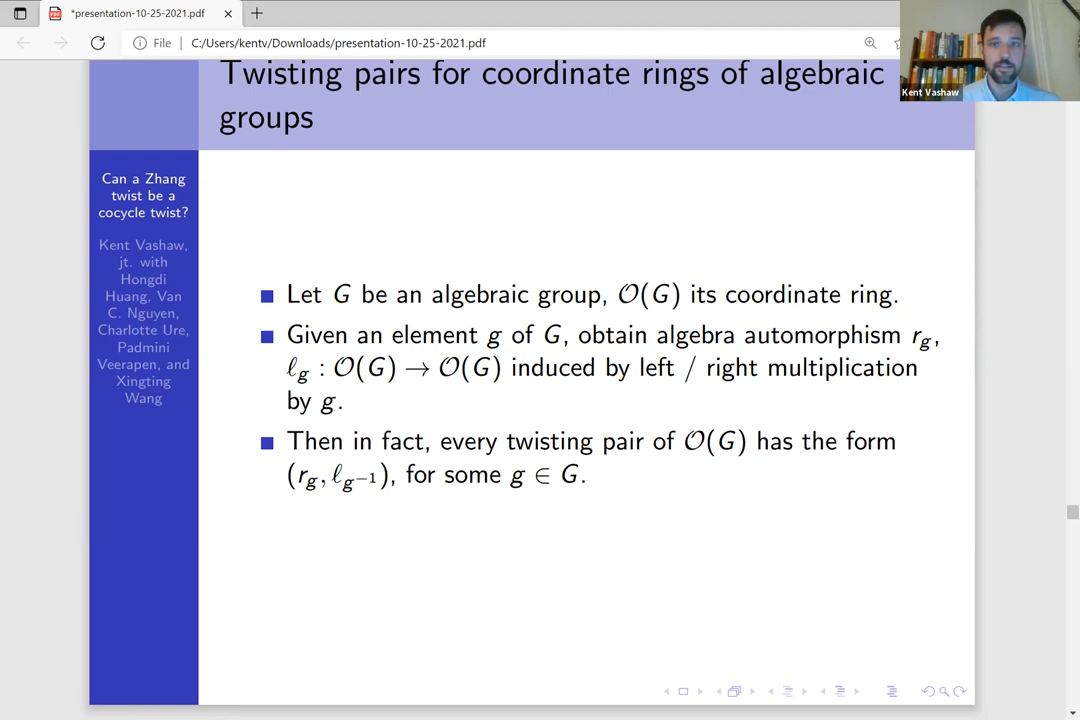 *presentation-10-25-2021.pdf
File | C:/Users/kentv/Downloads/presentation-10-25-2021.pdf
Kent Vashaw
Twisting pairs for coordinate rings of algebraic
groups
Can a Zhang
twist be a
cocycle twist?
Kent Vashaw,
jt. with
Hongdi
Huang, Van
C. Nguyen,
Charlotte Ure,
Padmini
Veerapen, and
Xingting
Wang
Let G be an algebraic group, 𝒪(G) its coordinate ring.
Given an element g of G, obtain algebra automorphism r_g,
ℓ_g : 𝒪(G) → 𝒪(G) induced by left / right multiplication
by g.
Then in fact, every twisting pair of 𝒪(G) has the form
(r_g, ℓ_{g^{-1}}), for some g ∈ G.